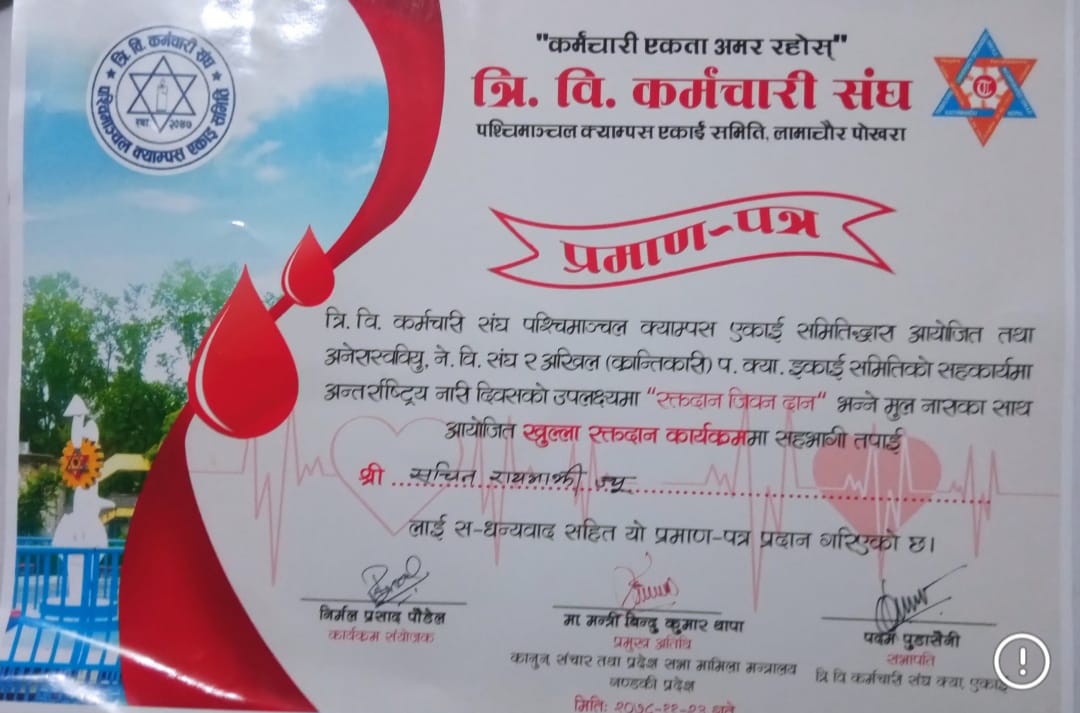 त्रि. वि. कर्मचारी संघ
पश्चिमाञ्चल क्याम्पस एकाई समिति
स्था. २०४७
"कर्मचारी एकता अमर रहोस्"
त्रि. वि. कर्मचारी संघ
पश्चिमाञ्चल क्याम्पस एकाई समिति, लामाचौर पोखरा
प्रमाण-पत्र
त्रि. वि. कर्मचारि संघ पश्चिमाञ्चल क्याम्पस एकाई समितिद्धारा आयोजित तथा
अनेरास्ववियु, ने. वि. संघ र अखिल (क्रान्तिकारी) प. क्या. इकाई समितिको सहकार्यमा
अन्तर्राष्ट्रिय नारि दिवसको उपलक्ष्यमा "रक्तदान जिवन दान" भन्ने मुल नाराका साथ
आयोजित खुल्ला रक्तदान कार्यक्रममा सहभागी तपाई
श्री सचिन रायमाझी ज्यू
लाई स-धन्यवाद सहित यो प्रमाण-पत्र प्रदान गरिएको छ।
निर्मल प्रसाद पौडेल
कार्यक्रम संयोजक
मा. मन्त्री बिन्दु कुमार थापा
प्रमुख अतिथि
कानुन संचार तथा प्रदेश सभा मामिला मन्त्रालय
गण्डकी प्रदेश
पदम पुडासैनी
सभापति
त्रि वि कर्मचारि संघ क्या. एकाई
मिति: २०७८-११-२३ गते